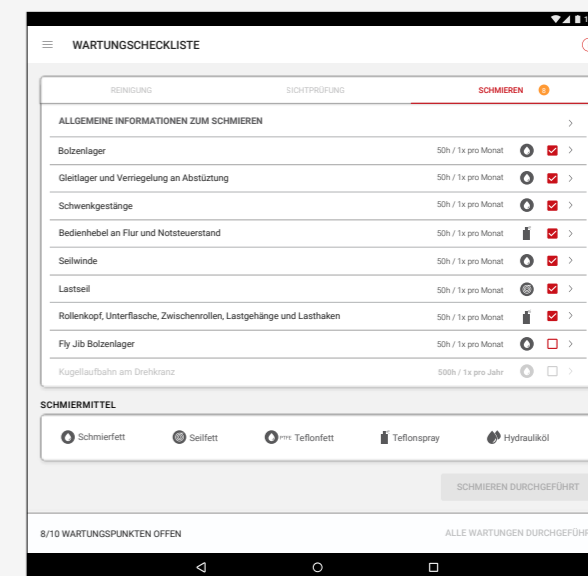 WARTUNGSCHECKLISTE
REINIGUNG SICHTPRÜFUNG SCHMIEREN 8
ALLGEMEINE INFORMATIONEN ZUM SCHMIEREN
Bolzenlager 50h / 1x pro Monat
Gleitlager und Verriegelung an Abstüztung 50h / 1x pro Monat
Schwenkgestänge 50h / 1x pro Monat
Bedienhebel an Flur und Notsteuerstand 50h / 1x pro Monat
Seilwinde 50h / 1x pro Monat
Lastseil 50h / 1x pro Monat
Rollenkopf, Unterflasche, Zwischenrollen, Lastgehänge und Lasthaken 50h / 1x pro Monat
Fly Jib Bolzenlager 50h / 1x pro Monat
Kugellaufbahn am Drehkranz 500h / 1x pro Jahr
SCHMIERMITTEL
Schmierfett Seilfett PTFE Teflonfett Teflonspray Hydrauliköl
SCHMIEREN DURCHGEFÜHRT
8/10 WARTUNGSPUNKTEN OFFEN ALLE WARTUNGEN DURCHGEFÜHR